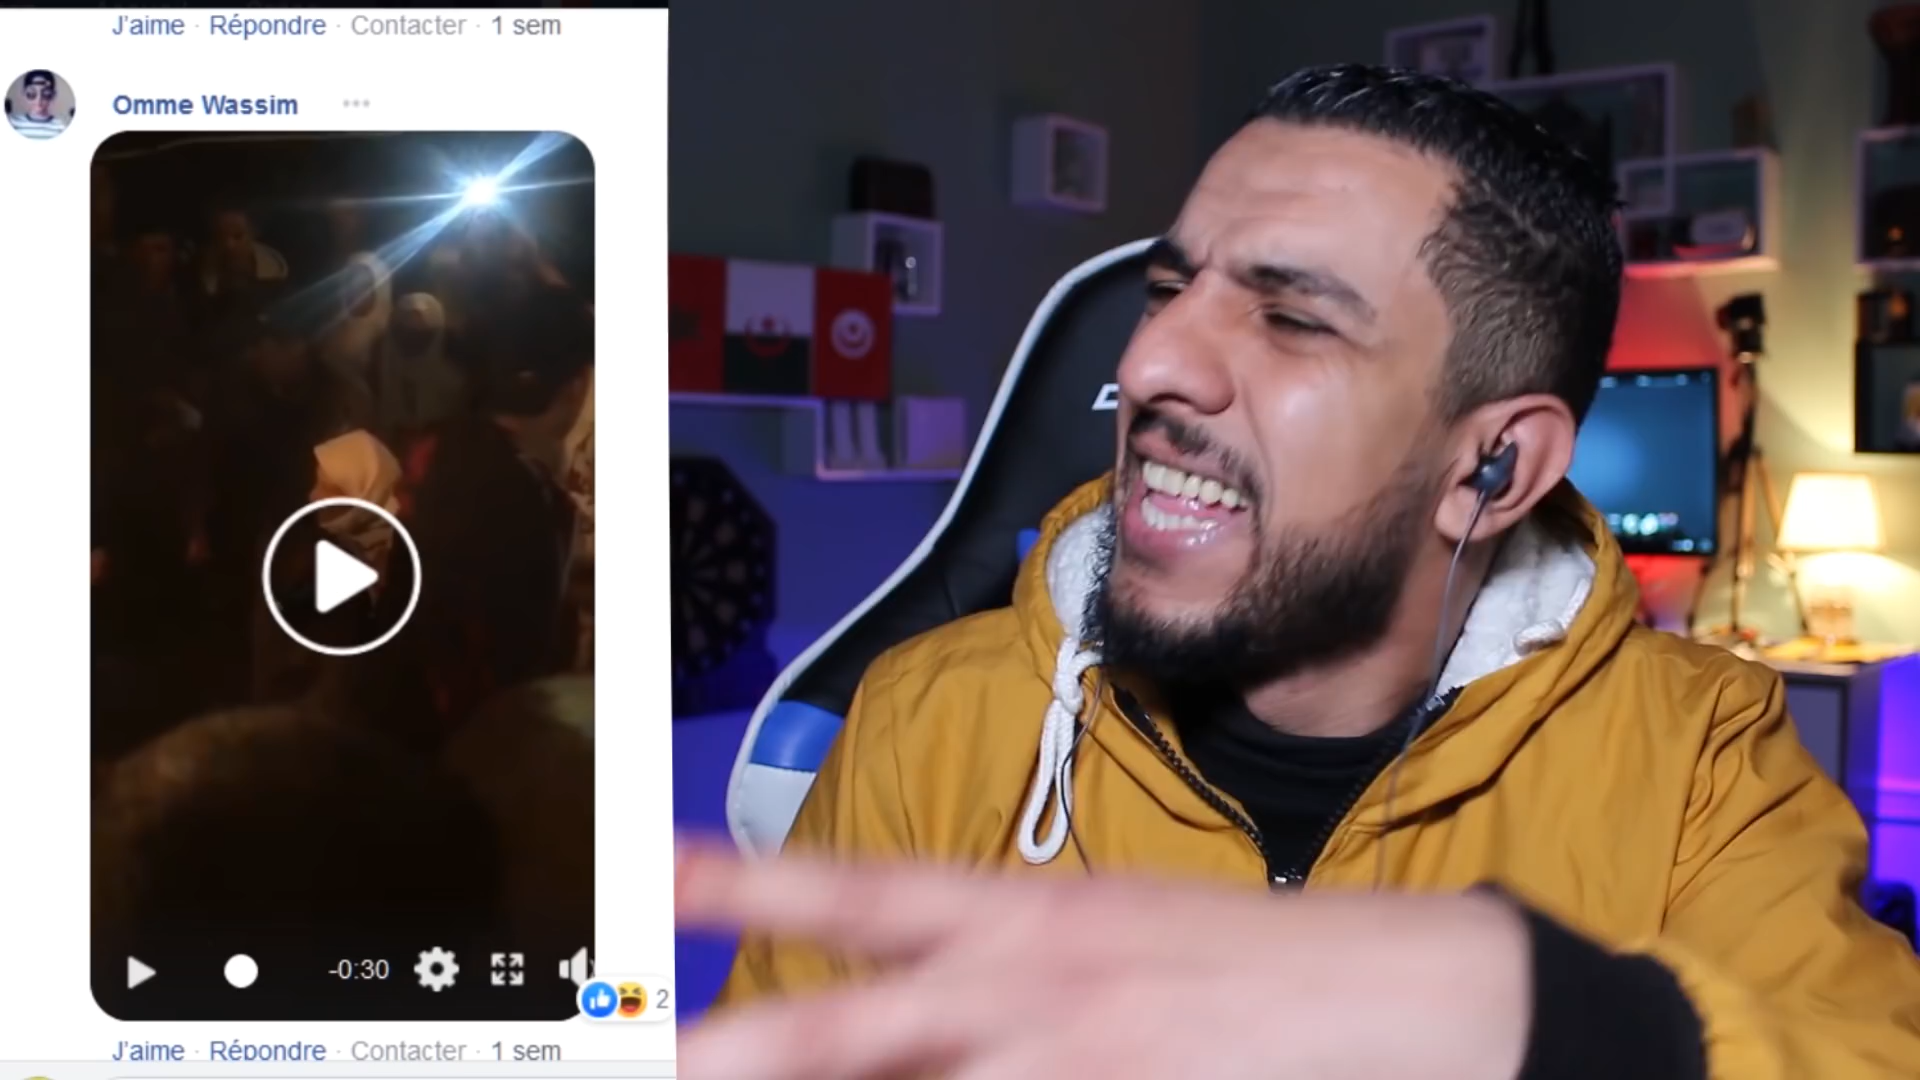 J'aime · Répondre · Contacter · 1 sem
Omme Wassim ...
-0:30
2
J'aime · Répondre · Contacter · 1 sem